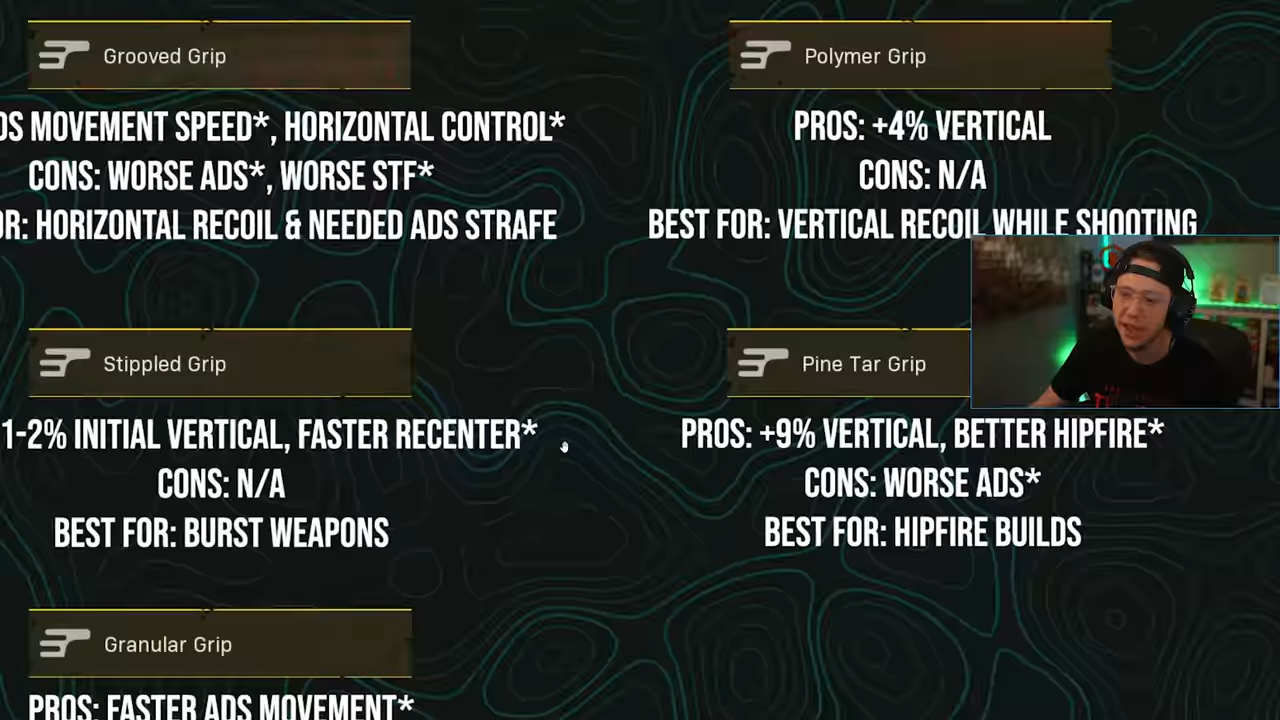 Grooved Grip
DS MOVEMENT SPEED*, HORIZONTAL CONTROL*
CONS: WORSE ADS*, WORSE STF*
OR: HORIZONTAL RECOIL & NEEDED ADS STRAFE
Polymer Grip
PROS: +4% VERTICAL
CONS: N/A
BEST FOR: VERTICAL RECOIL WHILE SHOOTING
Stippled Grip
1-2% INITIAL VERTICAL, FASTER RECENTER*
CONS: N/A
BEST FOR: BURST WEAPONS
Pine Tar Grip
PROS: +9% VERTICAL, BETTER HIPFIRE*
CONS: WORSE ADS*
BEST FOR: HIPFIRE BUILDS
Granular Grip
PROS: FASTER ADS MOVEMENT*